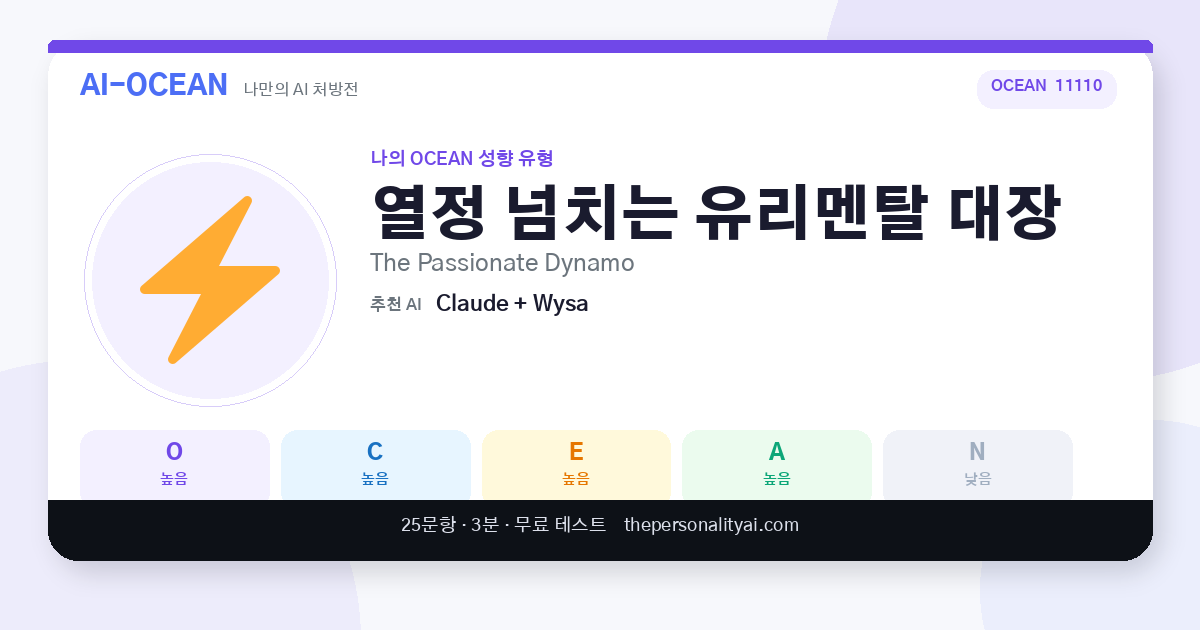 AI-OCEAN 나만의 AI 처방전
OCEAN 11110
나의 OCEAN 성향 유형
열정 넘치는 유리멘탈 대장
The Passionate Dynamo
추천 AI Claude + Wysa
O C E A N
높음 높음 높음 높음 낮음
25문항 · 3분 · 무료 테스트 thepersonalityai.com